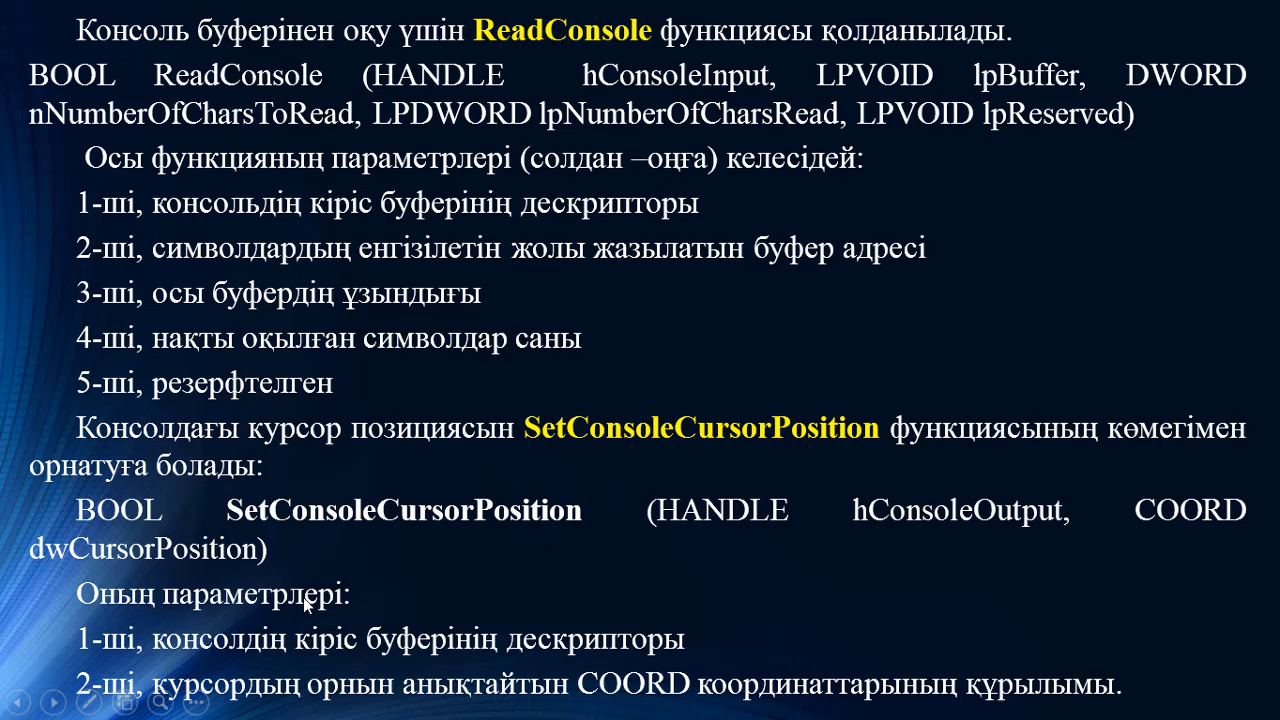 Консоль буферінен оқу үшін ReadConsole функциясы қолданылады.
BOOL ReadConsole (HANDLE hConsoleInput, LPVOID lpBuffer, DWORD
nNumberOfCharsToRead, LPDWORD lpNumberOfCharsRead, LPVOID lpReserved)
Осы функцияның параметрлері (солдан –оңға) келесідей:
1-ші, консольдің кіріс буферінің дескрипторы
2-ші, символдардың енгізілетін жолы жазылатын буфер адресі
3-ші, осы буфердің ұзындығы
4-ші, нақты оқылған символдар саны
5-ші, резерфтелген
Консолдағы курсор позициясын SetConsoleCursorPosition функциясының көмегімен
орнатуға болады:
BOOL SetConsoleCursorPosition (HANDLE hConsoleOutput, COORD
dwCursorPosition)
Оның параметрлері:
1-ші, консолдің кіріс буферінің дескрипторы
2-ші, курсордың орнын анықтайтын COORD координаттарының құрылымы.